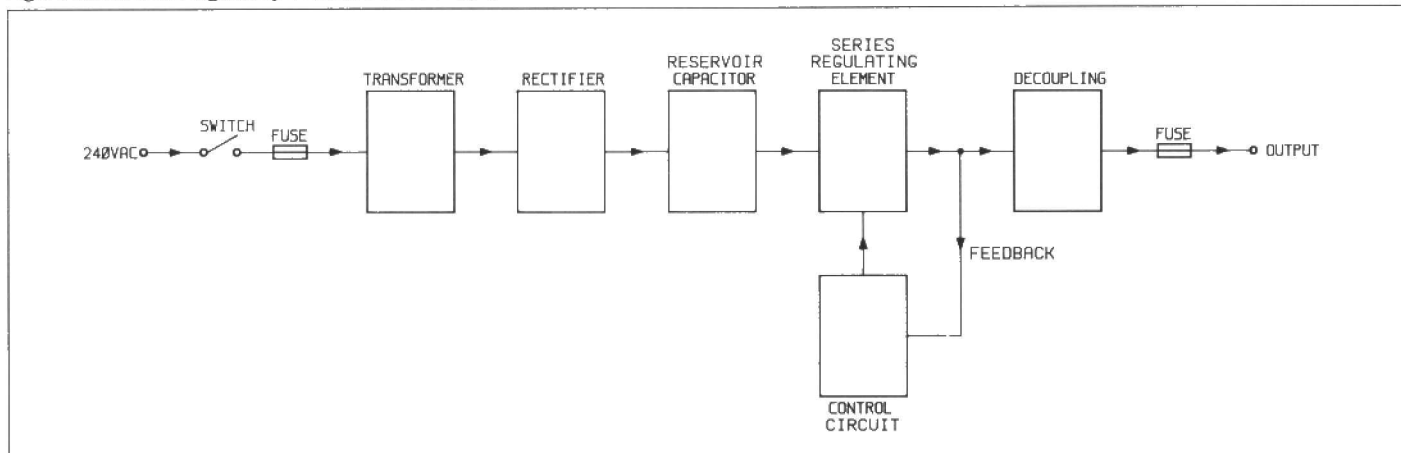 SERIES
REGULATING
ELEMENT
RESERVOIR
CAPACITOR
TRANSFORMER
RECTIFIER
DECOUPLING
SWITCH
FUSE
FUSE
240VAC
OUTPUT
FEEDBACK
CONTROL
CIRCUIT